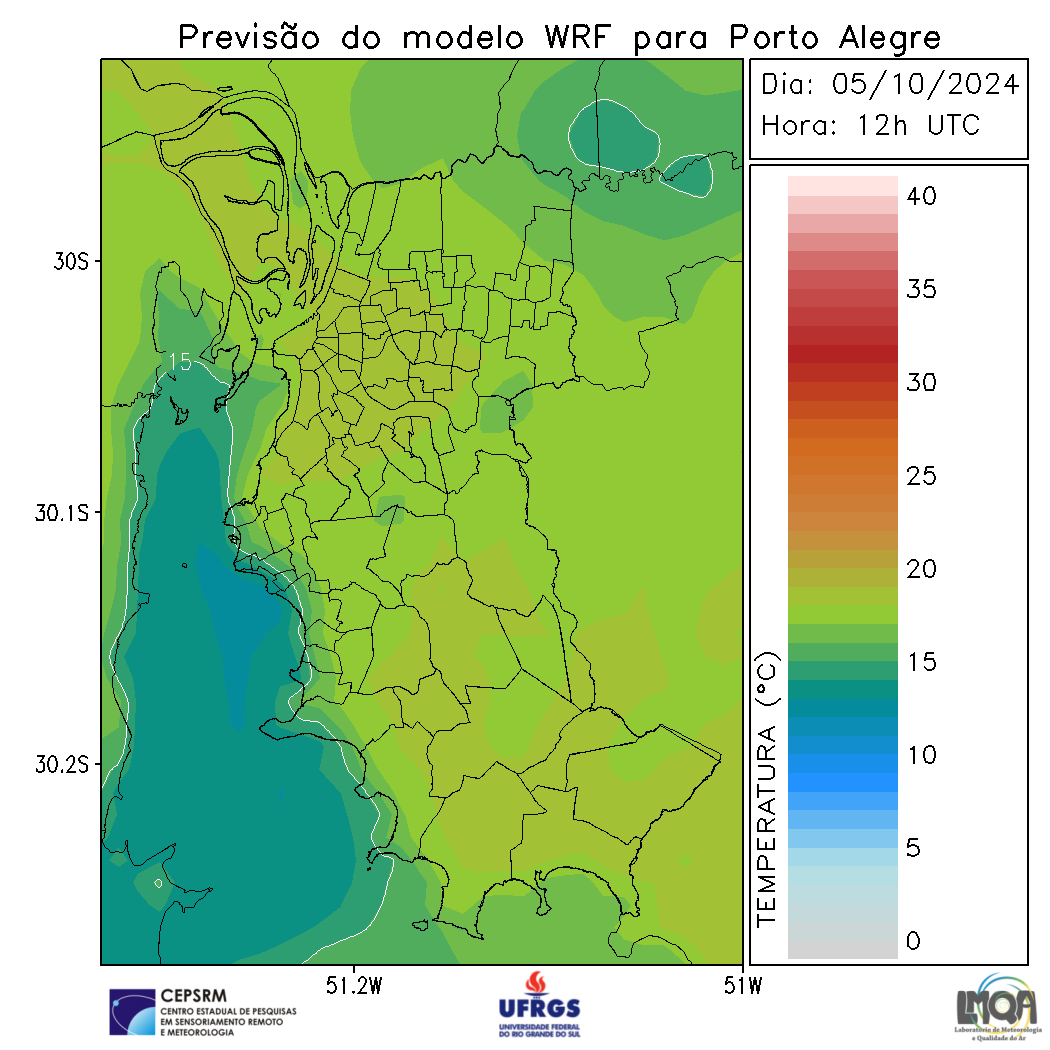 Previsão do modelo WRF para Porto Alegre
Dia: 05/10/2024
Hora: 12h UTC
30S
30.1S
30.2S
51.2W
51W
15
TEMPERATURA (°C)
40
35
30
25
20
15
10
5
0
CEPSRM
CENTRO ESTADUAL DE PESQUISAS
EM SENSORIAMENTO REMOTO
E METEOROLOGIA
UFRGS
UNIVERSIDADE FEDERAL
DO RIO GRANDE DO SUL
LMQA
Laboratório de Meteorologia
e Qualidade do Ar